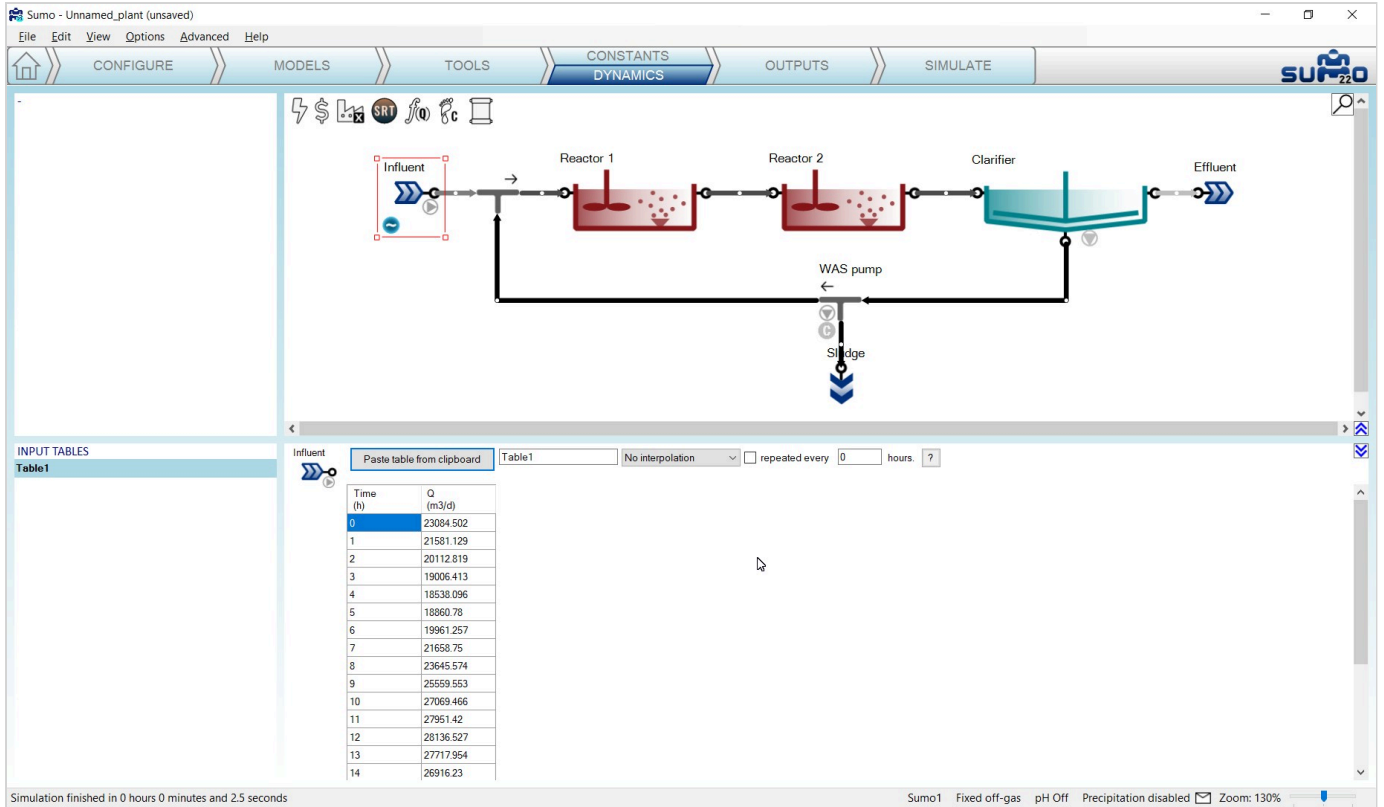 Sumo - Unnamed_plant (unsaved)
File Edit View Options Advanced Help
CONFIGURE MODELS TOOLS CONSTANTS DYNAMICS OUTPUTS SIMULATE
SUMO 22
-
$ X SRT f(Q) C
Influent Reactor 1 Reactor 2 Clarifier Effluent
WAS pump
C
Sludge
INPUT TABLES
Table1
Influent Paste table from clipboard Table1 No interpolation repeated every 0 hours. ?
Time (h) Q (m3/d)
0 23084.502
1 21581.129
2 20112.819
3 19006.413
4 18538.096
5 18860.78
6 19961.257
7 21658.75
8 23645.574
9 25559.553
10 27069.466
11 27951.42
12 28136.527
13 27717.954
14 26916.23
Simulation finished in 0 hours 0 minutes and 2.5 seconds Sumo1 Fixed off-gas pH Off Precipitation disabled Zoom: 130%